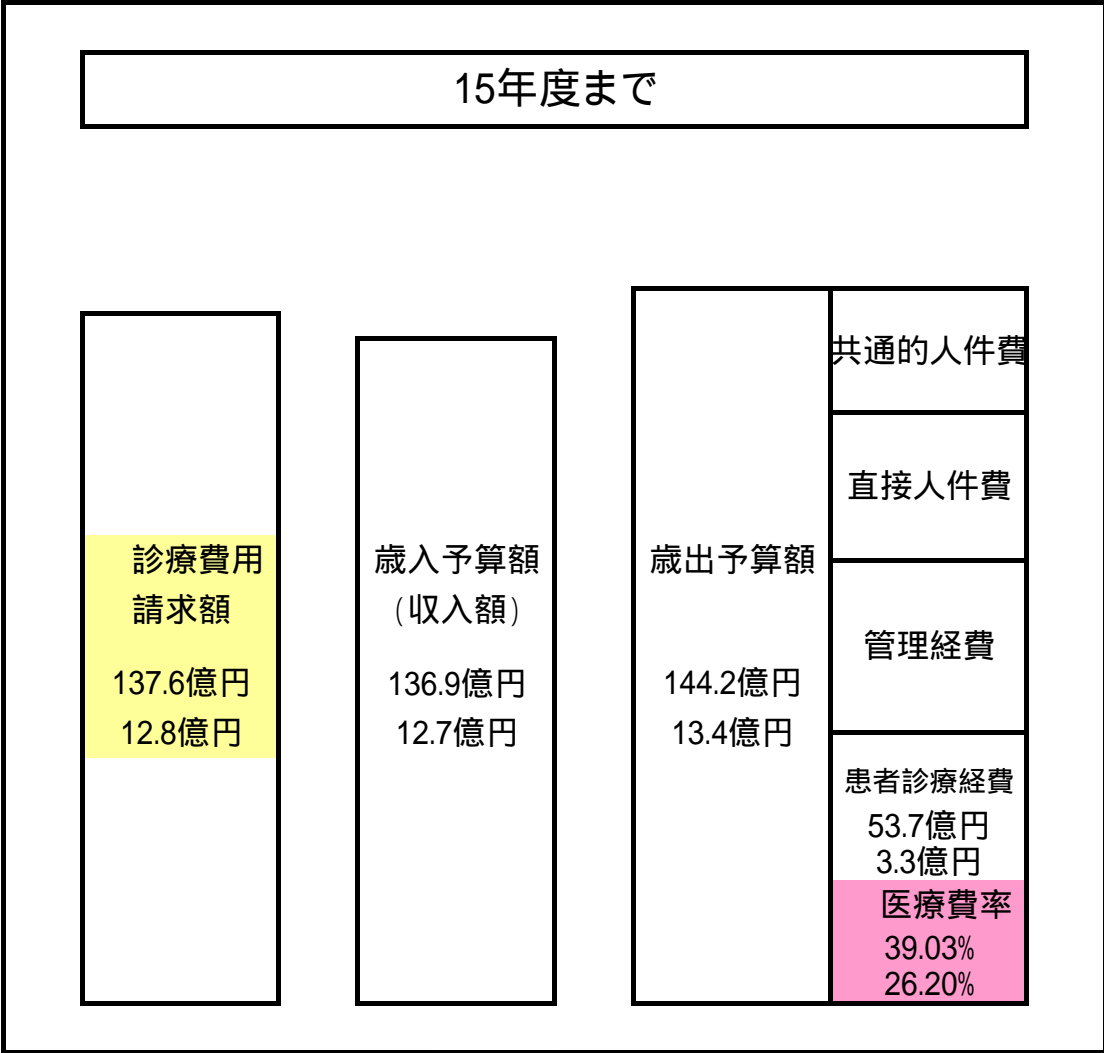 15年度まで
診療費用
請求額
137.6億円
12.8億円
歳入予算額
(収入額)
136.9億円
12.7億円
歳出予算額
144.2億円
13.4億円
共通的人件費
直接人件費
管理経費
患者診療経費
53.7億円
3.3億円
医療費率
39.03%
26.20%